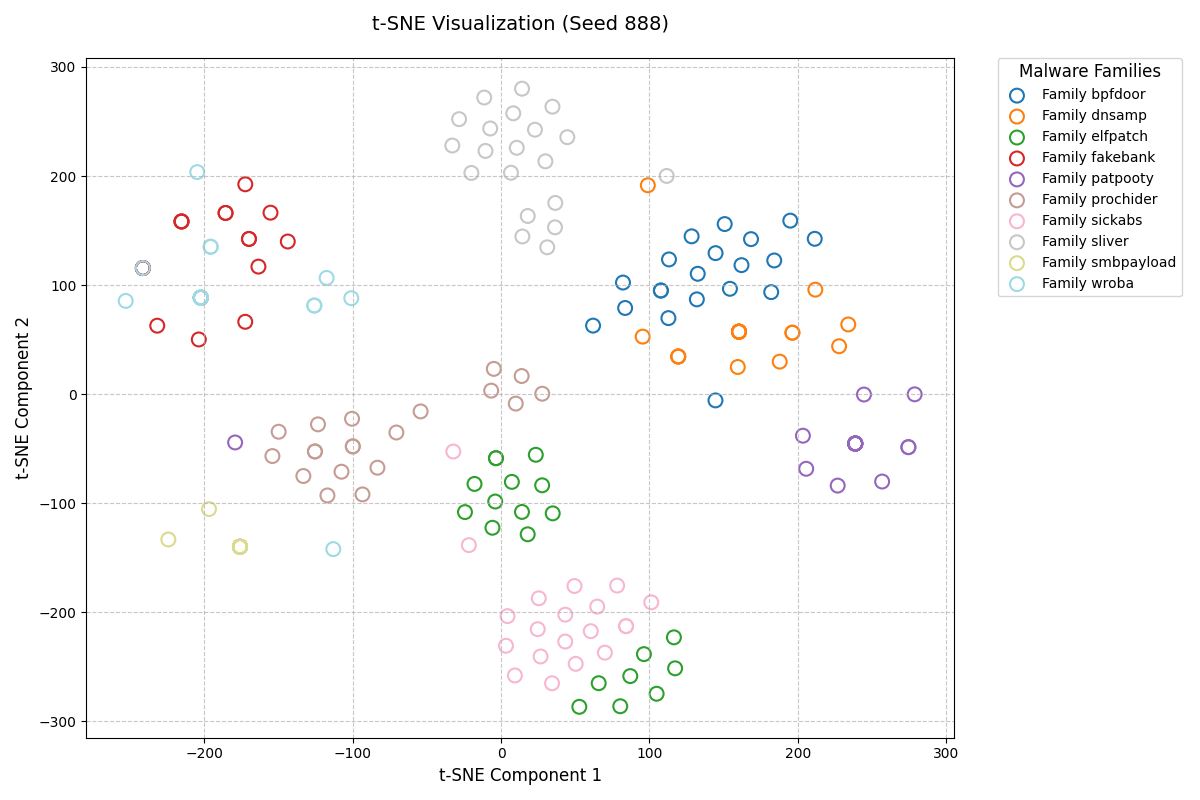 t-SNE Visualization (Seed 888)
300
200
100
0
−100
−200
−300
t-SNE Component 2
−200
−100
0
100
200
300
t-SNE Component 1
Malware Families
Family bpfdoor
Family dnsamp
Family elfpatch
Family fakebank
Family patpooty
Family prochider
Family sickabs
Family sliver
Family smbpayload
Family wroba